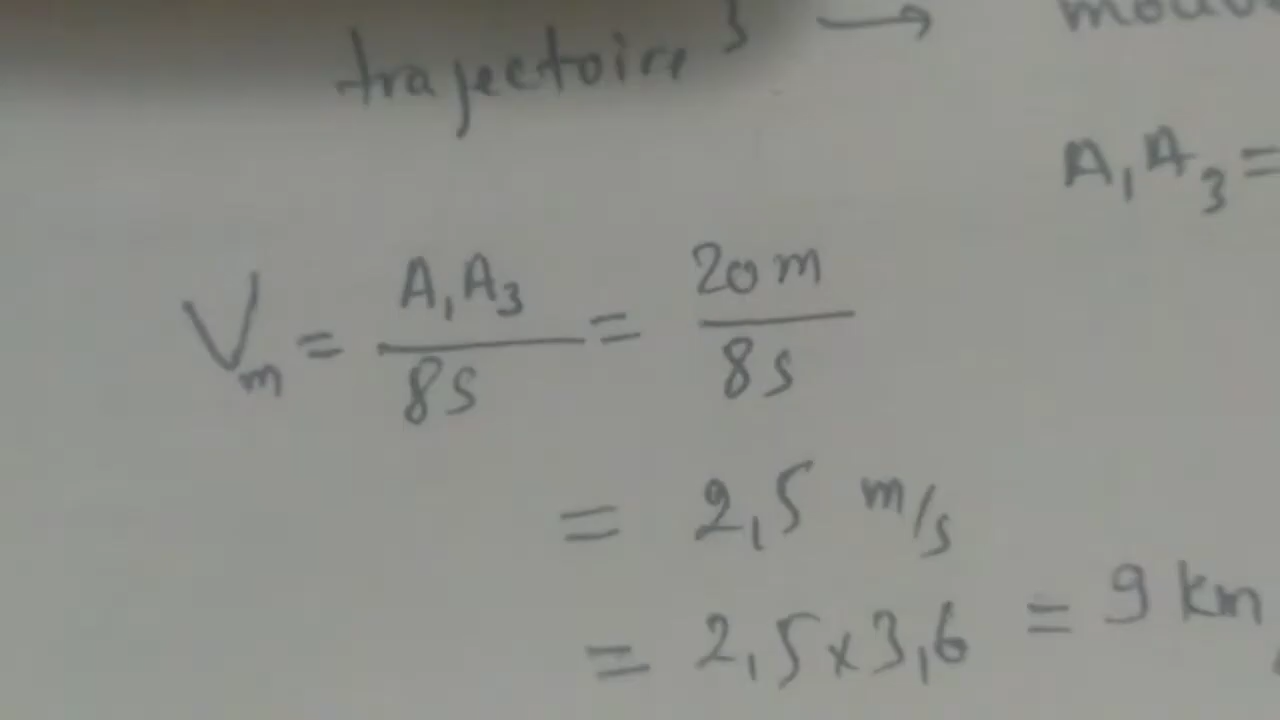 trajectoire →
A₁A₃ =
Vm = A₁A₃ / 8s = 20m / 8s
= 2,5 m/s
= 2,5 × 3,6 = 9 km